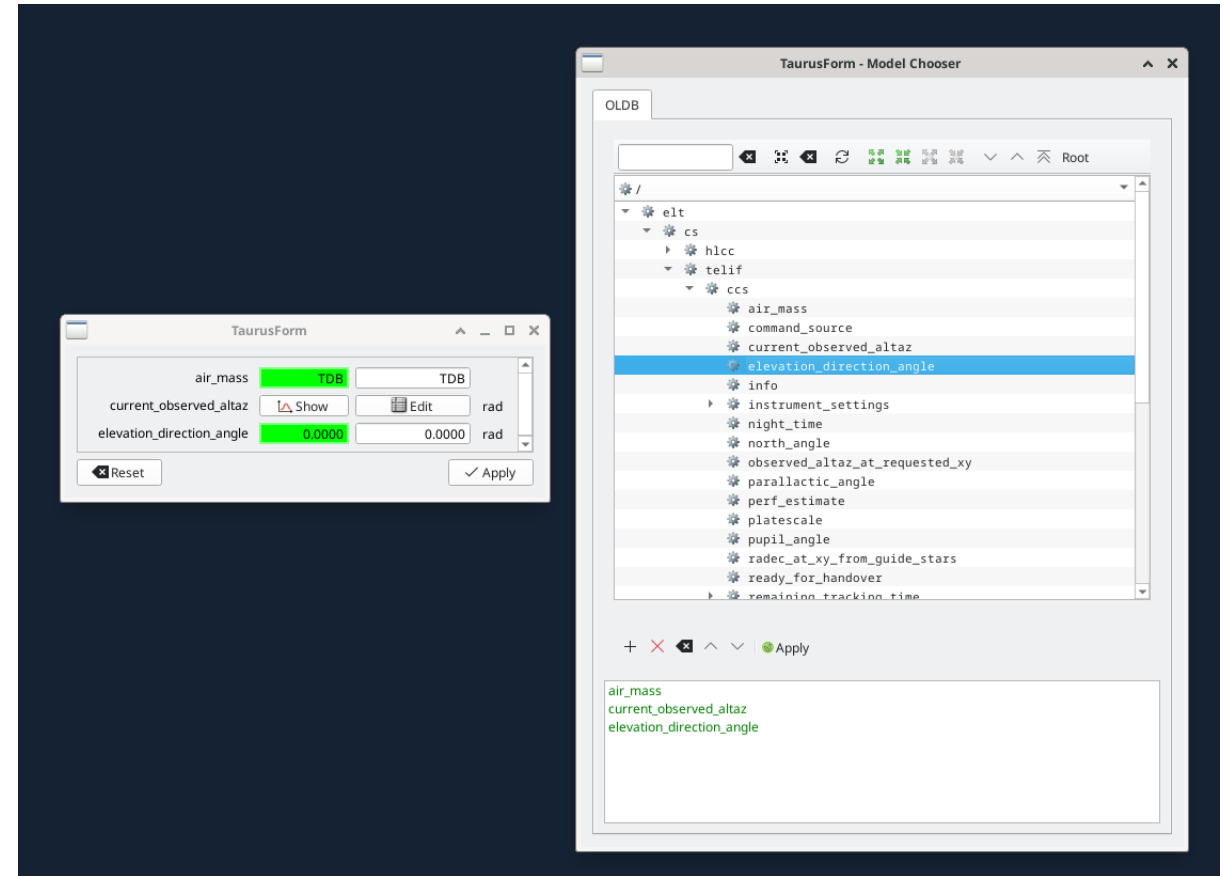 TaurusForm - Model Chooser
OLDB
Root
/
elt
cs
hlcc
telif
ccs
air_mass
command_source
current_observed_altaz
elevation_direction_angle
info
instrument_settings
night_time
north_angle
observed_altaz_at_requested_xy
parallactic_angle
perf_estimate
platescale
pupil_angle
radec_at_xy_from_guide_stars
ready_for_handover
remaining_tracking_time
Apply
air_mass
current_observed_altaz
elevation_direction_angle
TaurusForm
air_mass TDB TDB
current_observed_altaz Show Edit rad
elevation_direction_angle 0.0000 0.0000 rad
Reset Apply